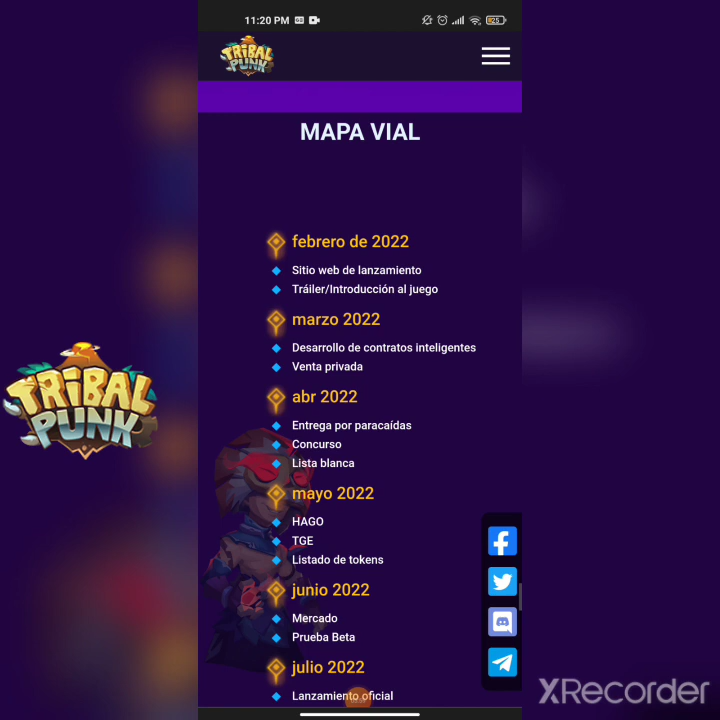 11:20 PM
25
TRIBAL
PUNK
MAPA VIAL
febrero de 2022
Sitio web de lanzamiento
Tráiler/Introducción al juego
marzo 2022
Desarrollo de contratos inteligentes
Venta privada
abr 2022
Entrega por paracaídas
Concurso
Lista blanca
TRIBAL
PUNK
mayo 2022
HAGO
TGE
Listado de tokens
junio 2022
Mercado
Prueba Beta
julio 2022
Lanzamiento oficial
XRecorder